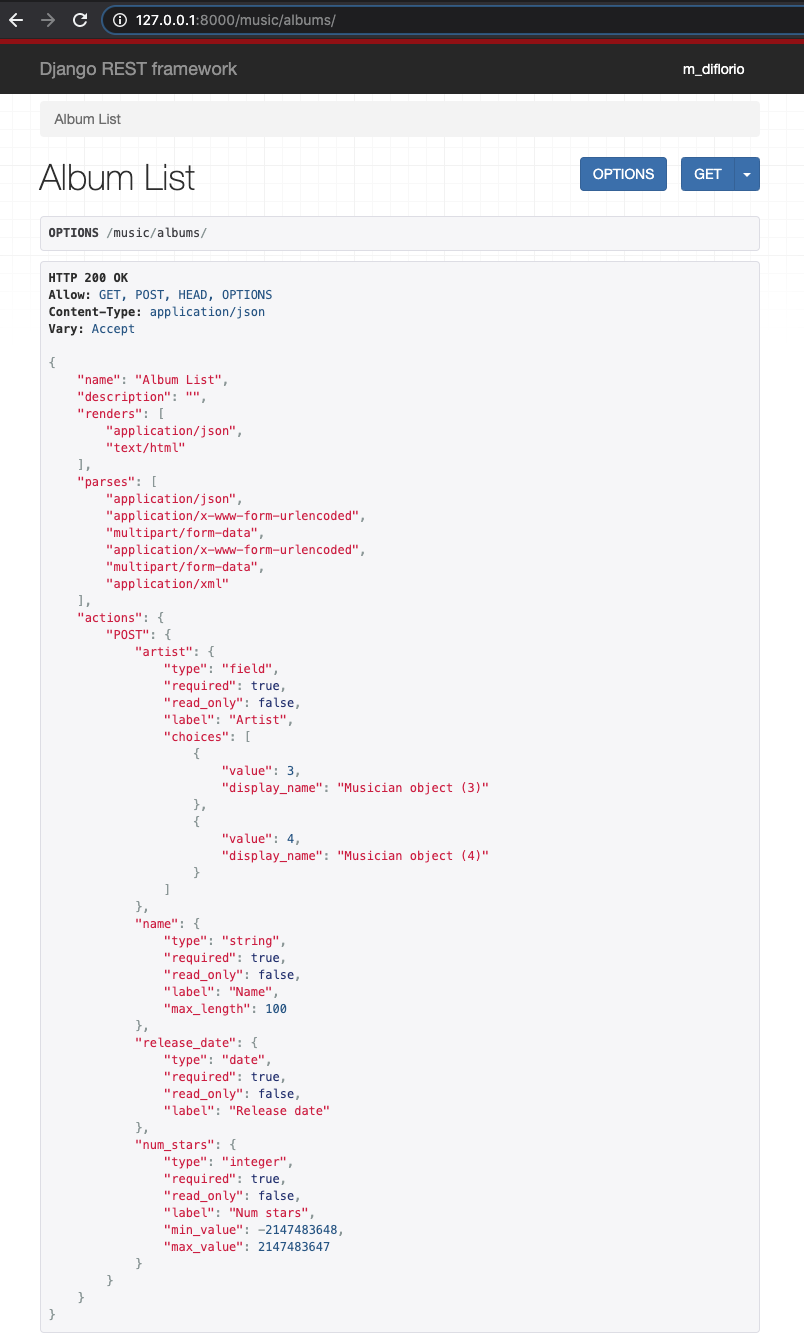 127.0.0.1:8000/music/albums/
Django REST framework
m_diflorio
Album List
Album List
OPTIONS
GET
OPTIONS /music/albums/
HTTP 200 OK
Allow: GET, POST, HEAD, OPTIONS
Content-Type: application/json
Vary: Accept
{
    "name": "Album List",
    "description": "",
    "renders": [
        "application/json",
        "text/html"
    ],
    "parses": [
        "application/json",
        "application/x-www-form-urlencoded",
        "multipart/form-data",
        "application/x-www-form-urlencoded",
        "multipart/form-data",
        "application/xml"
    ],
    "actions": {
        "POST": {
            "artist": {
                "type": "field",
                "required": true,
                "read_only": false,
                "label": "Artist",
                "choices": [
                    {
                        "value": 3,
                        "display_name": "Musician object (3)"
                    },
                    {
                        "value": 4,
                        "display_name": "Musician object (4)"
                    }
                ]
            },
            "name": {
                "type": "string",
                "required": true,
                "read_only": false,
                "label": "Name",
                "max_length": 100
            },
            "release_date": {
                "type": "date",
                "required": true,
                "read_only": false,
                "label": "Release date"
            },
            "num_stars": {
                "type": "integer",
                "required": true,
                "read_only": false,
                "label": "Num stars",
                "min_value": -2147483648,
                "max_value": 2147483647
            }
        }
    }
}